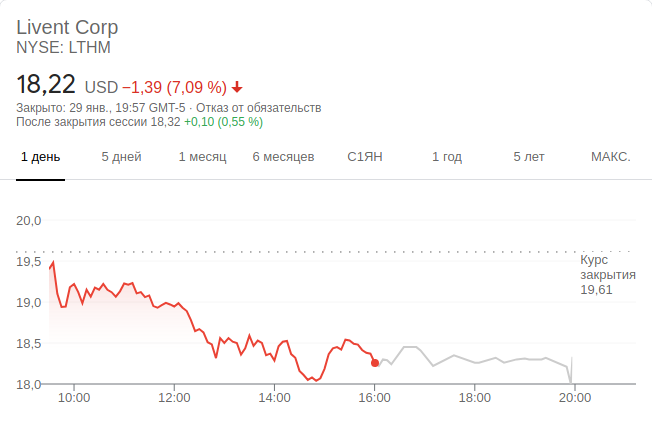 Livent Corp
NYSE: LTHM
18,22 USD −1,39 (7,09 %)
Закрыто: 29 янв., 19:57 GMT-5 · Отказ от обязательств
После закрытия сессии 18,32 +0,10 (0,55 %)
1 день 5 дней 1 месяц 6 месяцев С1ЯН 1 год 5 лет МАКС.
20,0
19,5
19,0
18,5
18,0
Курс
закрытия
19,61
10:00 12:00 14:00 16:00 18:00 20:00